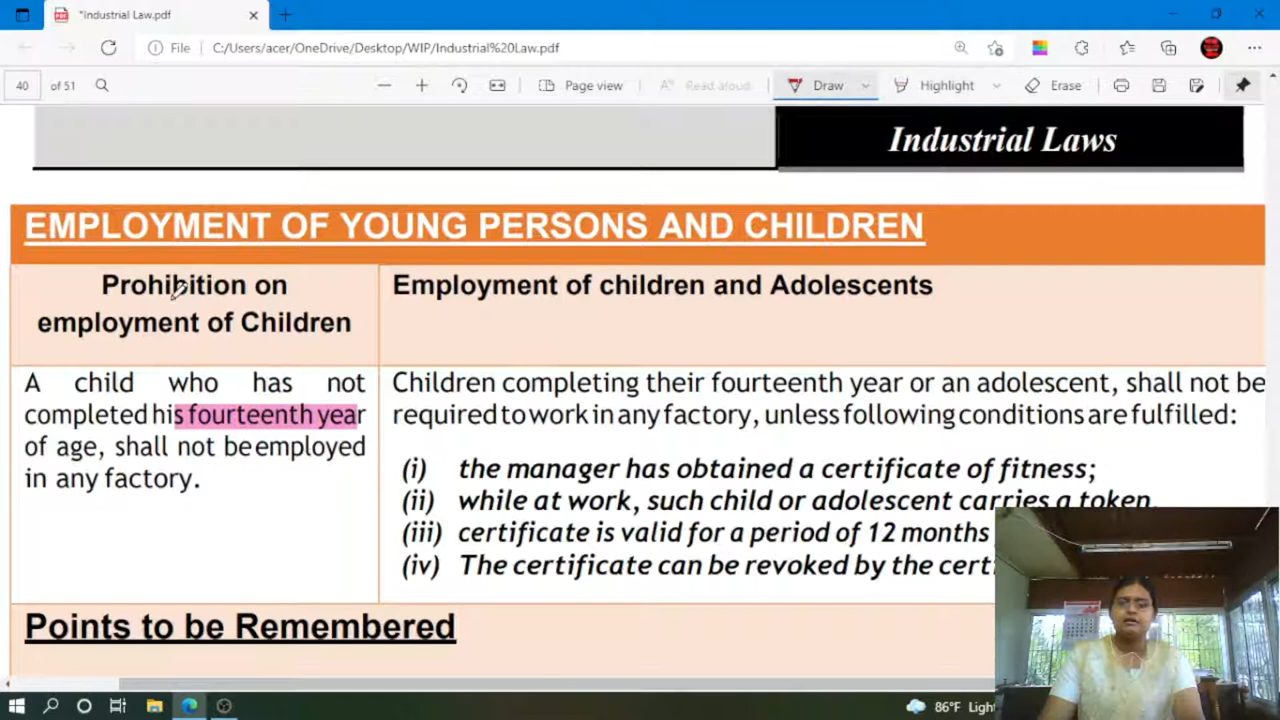 *Industrial Law.pdf
File C:/Users/acer/OneDrive/Desktop/WIP/Industrial%20Law.pdf
40 of 51 Page view Read aloud Draw Highlight Erase
Industrial Laws
EMPLOYMENT OF YOUNG PERSONS AND CHILDREN
Prohibition on
employment of Children
Employment of children and Adolescents
A child who has not
completed his fourteenth year
of age, shall not be employed
in any factory.
Children completing their fourteenth year or an adolescent, shall not be
required to work in any factory, unless following conditions are fulfilled:
(i) the manager has obtained a certificate of fitness;
(ii) while at work, such child or adolescent carries a token.
(iii) certificate is valid for a period of 12 months
(iv) The certificate can be revoked by the certi
Points to be Remembered
86°F Ligh